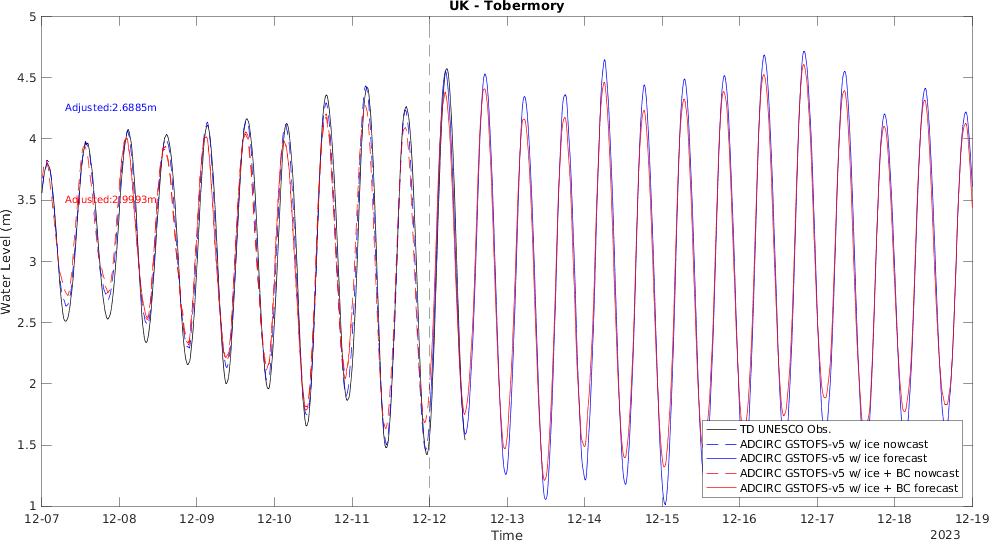 UK - Tobermory
5
4.5
4
3.5
3
2.5
2
1.5
1
Water Level (m)
Adjusted:2.6885m
Adjusted:2.9993m
TD UNESCO Obs.
ADCIRC GSTOFS-v5 w/ ice nowcast
ADCIRC GSTOFS-v5 w/ ice forecast
ADCIRC GSTOFS-v5 w/ ice + BC nowcast
ADCIRC GSTOFS-v5 w/ ice + BC forecast
12-07 12-08 12-09 12-10 12-11 12-12 12-13 12-14 12-15 12-16 12-17 12-18 12-19
Time
2023